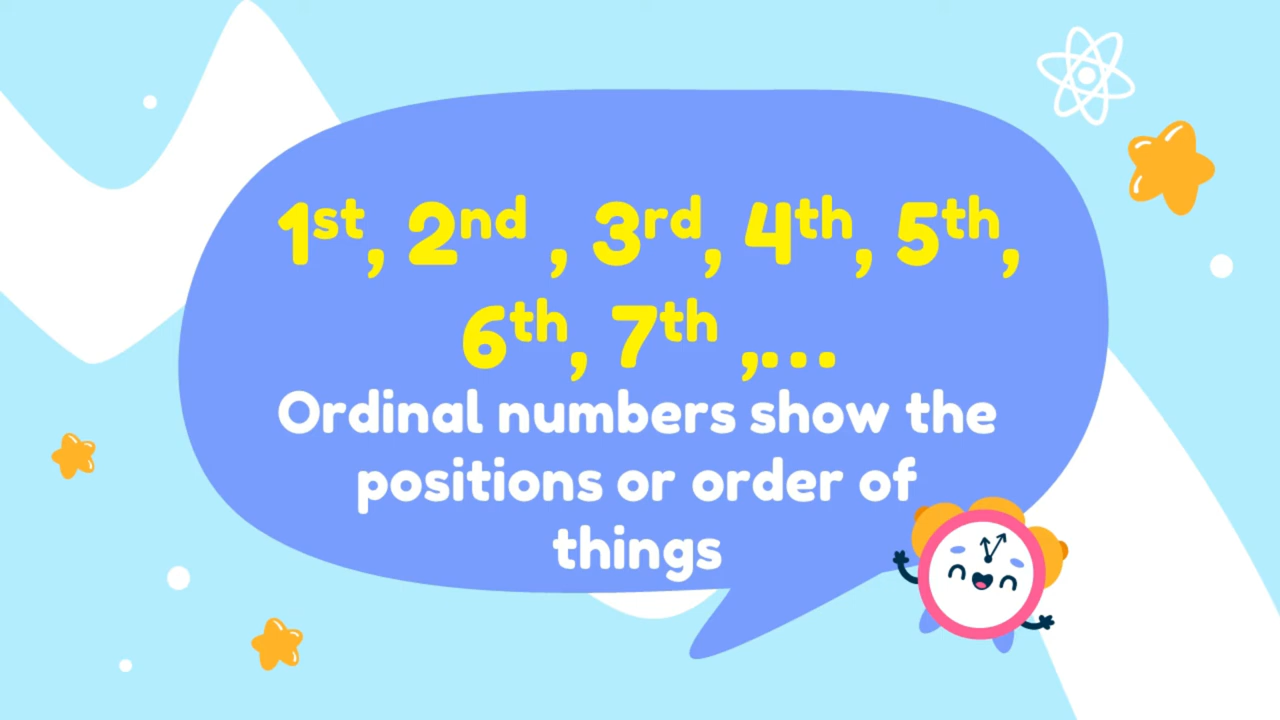 1st, 2nd , 3rd, 4th, 5th,
6th, 7th ,...
Ordinal numbers show the
positions or order of
things